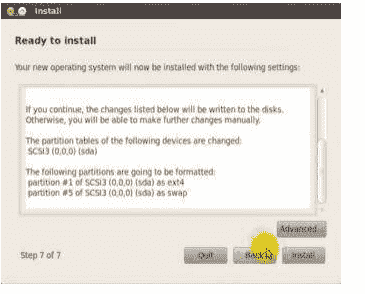 Install
Ready to install
Your new operating system will now be installed with the following settings:
If you continue, the changes listed below will be written to the disks.
Otherwise, you will be able to make further changes manually.
The partition tables of the following devices are changed:
SCSI3 (0,0,0) (sda)
The following partitions are going to be formatted:
partition #1 of SCSI3 (0,0,0) (sda) as ext4
partition #5 of SCSI3 (0,0,0) (sda) as swap
Advanced...
Step 7 of 7
Quit
Back
Install